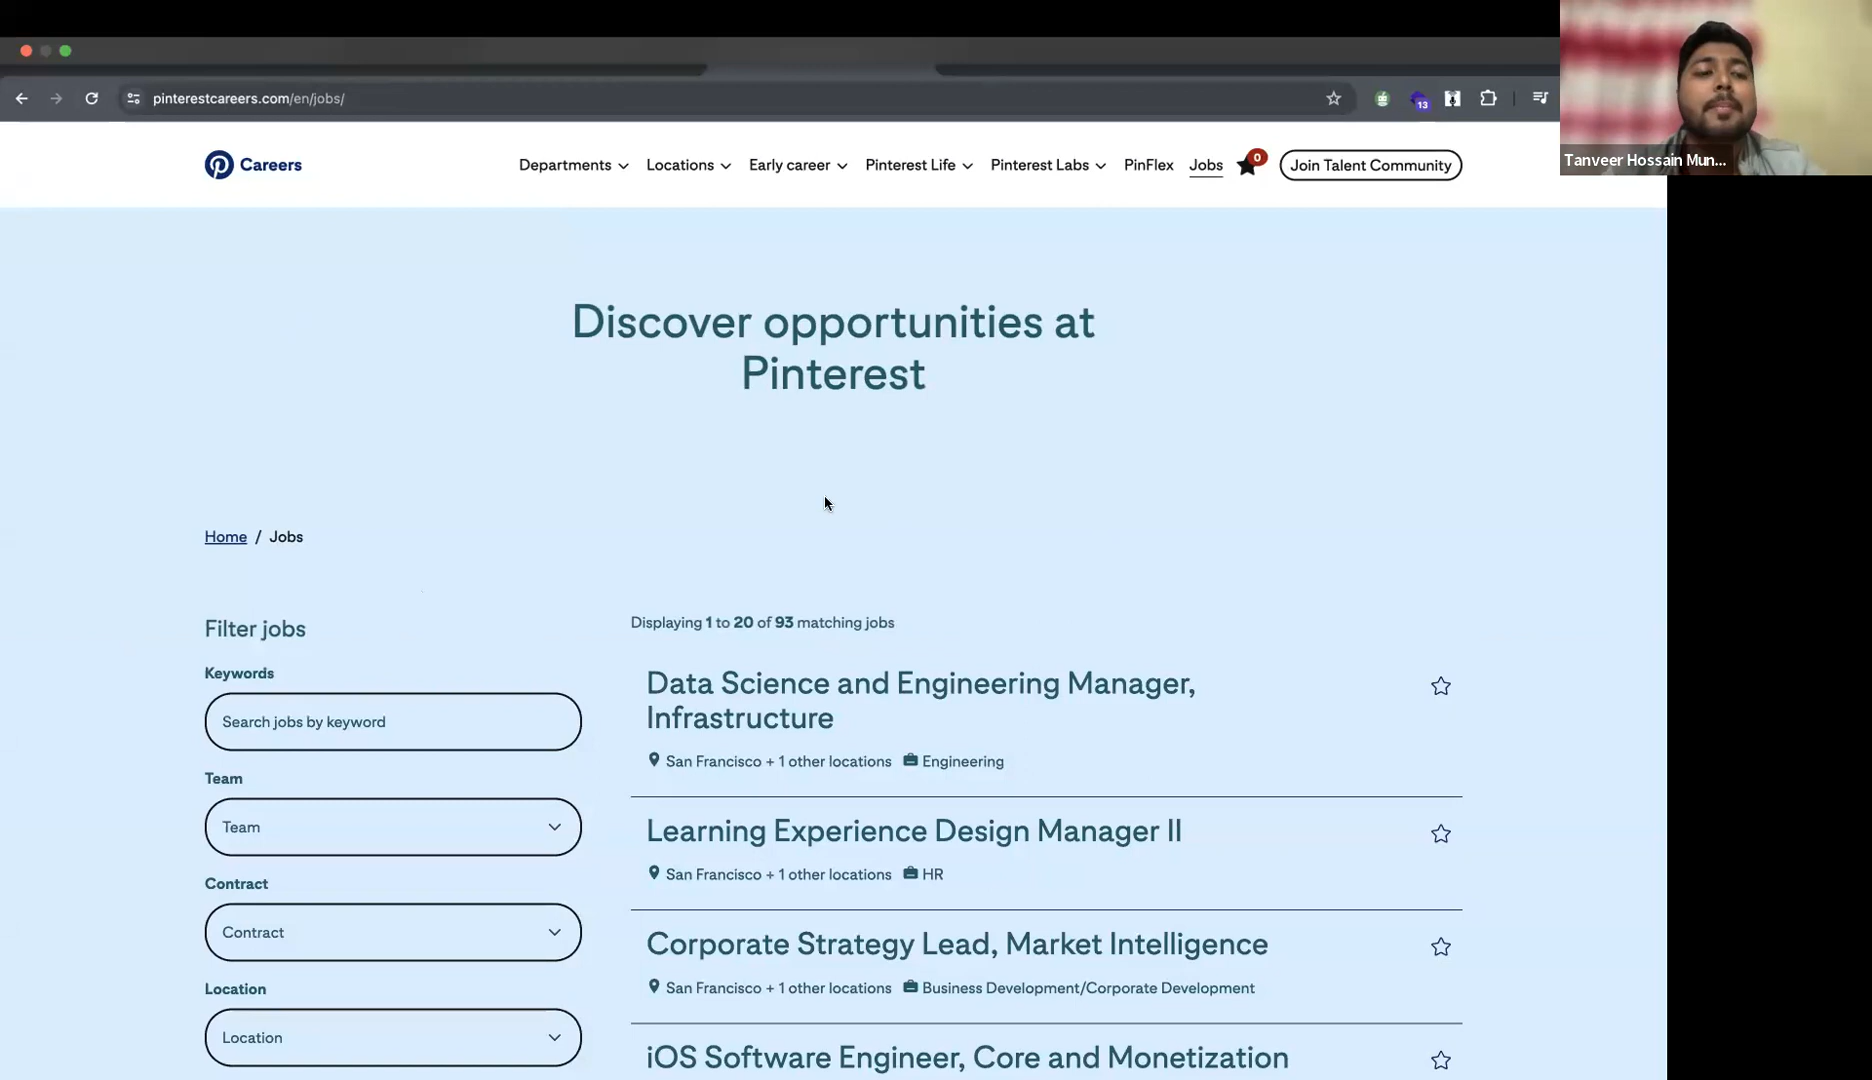 pinterestcareers.com/en/jobs/
13
Tanveer Hossain Mun...
Careers
Departments
Locations
Early career
Pinterest Life
Pinterest Labs
PinFlex
Jobs
0
Join Talent Community
Discover opportunities at
Pinterest
Home / Jobs
Filter jobs
Keywords
Search jobs by keyword
Team
Team
Contract
Contract
Location
Location
Displaying 1 to 20 of 93 matching jobs
Data Science and Engineering Manager,
Infrastructure
San Francisco + 1 other locations Engineering
Learning Experience Design Manager II
San Francisco + 1 other locations HR
Corporate Strategy Lead, Market Intelligence
San Francisco + 1 other locations Business Development/Corporate Development
iOS Software Engineer, Core and Monetization